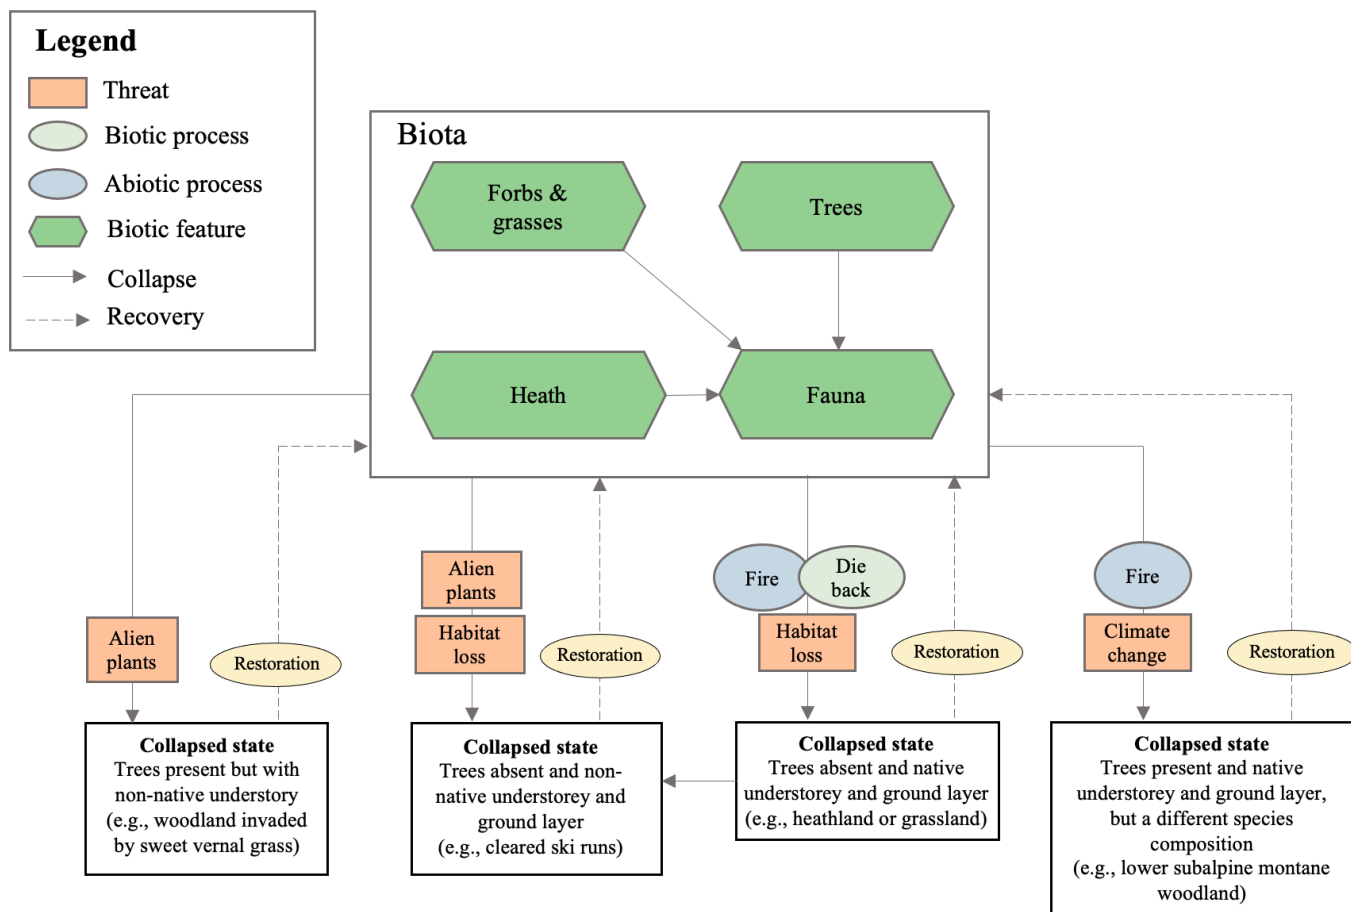 Legend
Threat
Biotic process
Abiotic process
Biotic feature
Collapse
Recovery
Biota
Forbs &
grasses
Trees
Heath
Fauna
Alien
plants
Restoration
Alien
plants
Habitat
loss
Restoration
Fire
Die
back
Habitat
loss
Restoration
Fire
Climate
change
Restoration
Collapsed state
Trees present but with
non-native understory
(e.g., woodland invaded
by sweet vernal grass)
Collapsed state
Trees absent and non-
native understorey and
ground layer
(e.g., cleared ski runs)
Collapsed state
Trees absent and native
understorey and ground layer
(e.g., heathland or grassland)
Collapsed state
Trees present and native
understorey and ground layer,
but a different species
composition
(e.g., lower subalpine montane
woodland)